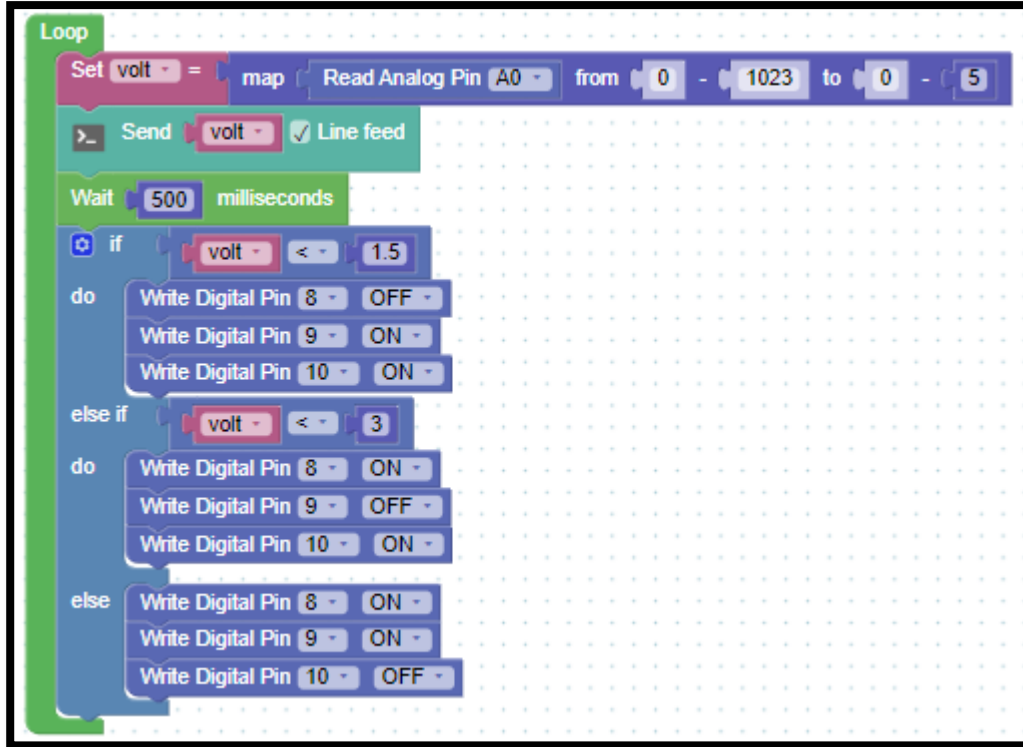 Loop
Set volt = map Read Analog Pin A0 from 0 - 1023 to 0 - 5
>_ Send volt ✓ Line feed
Wait 500 milliseconds
if volt < 1.5
do Write Digital Pin 8 OFF
Write Digital Pin 9 ON
Write Digital Pin 10 ON
else if volt < 3
do Write Digital Pin 8 ON
Write Digital Pin 9 OFF
Write Digital Pin 10 ON
else Write Digital Pin 8 ON
Write Digital Pin 9 ON
Write Digital Pin 10 OFF